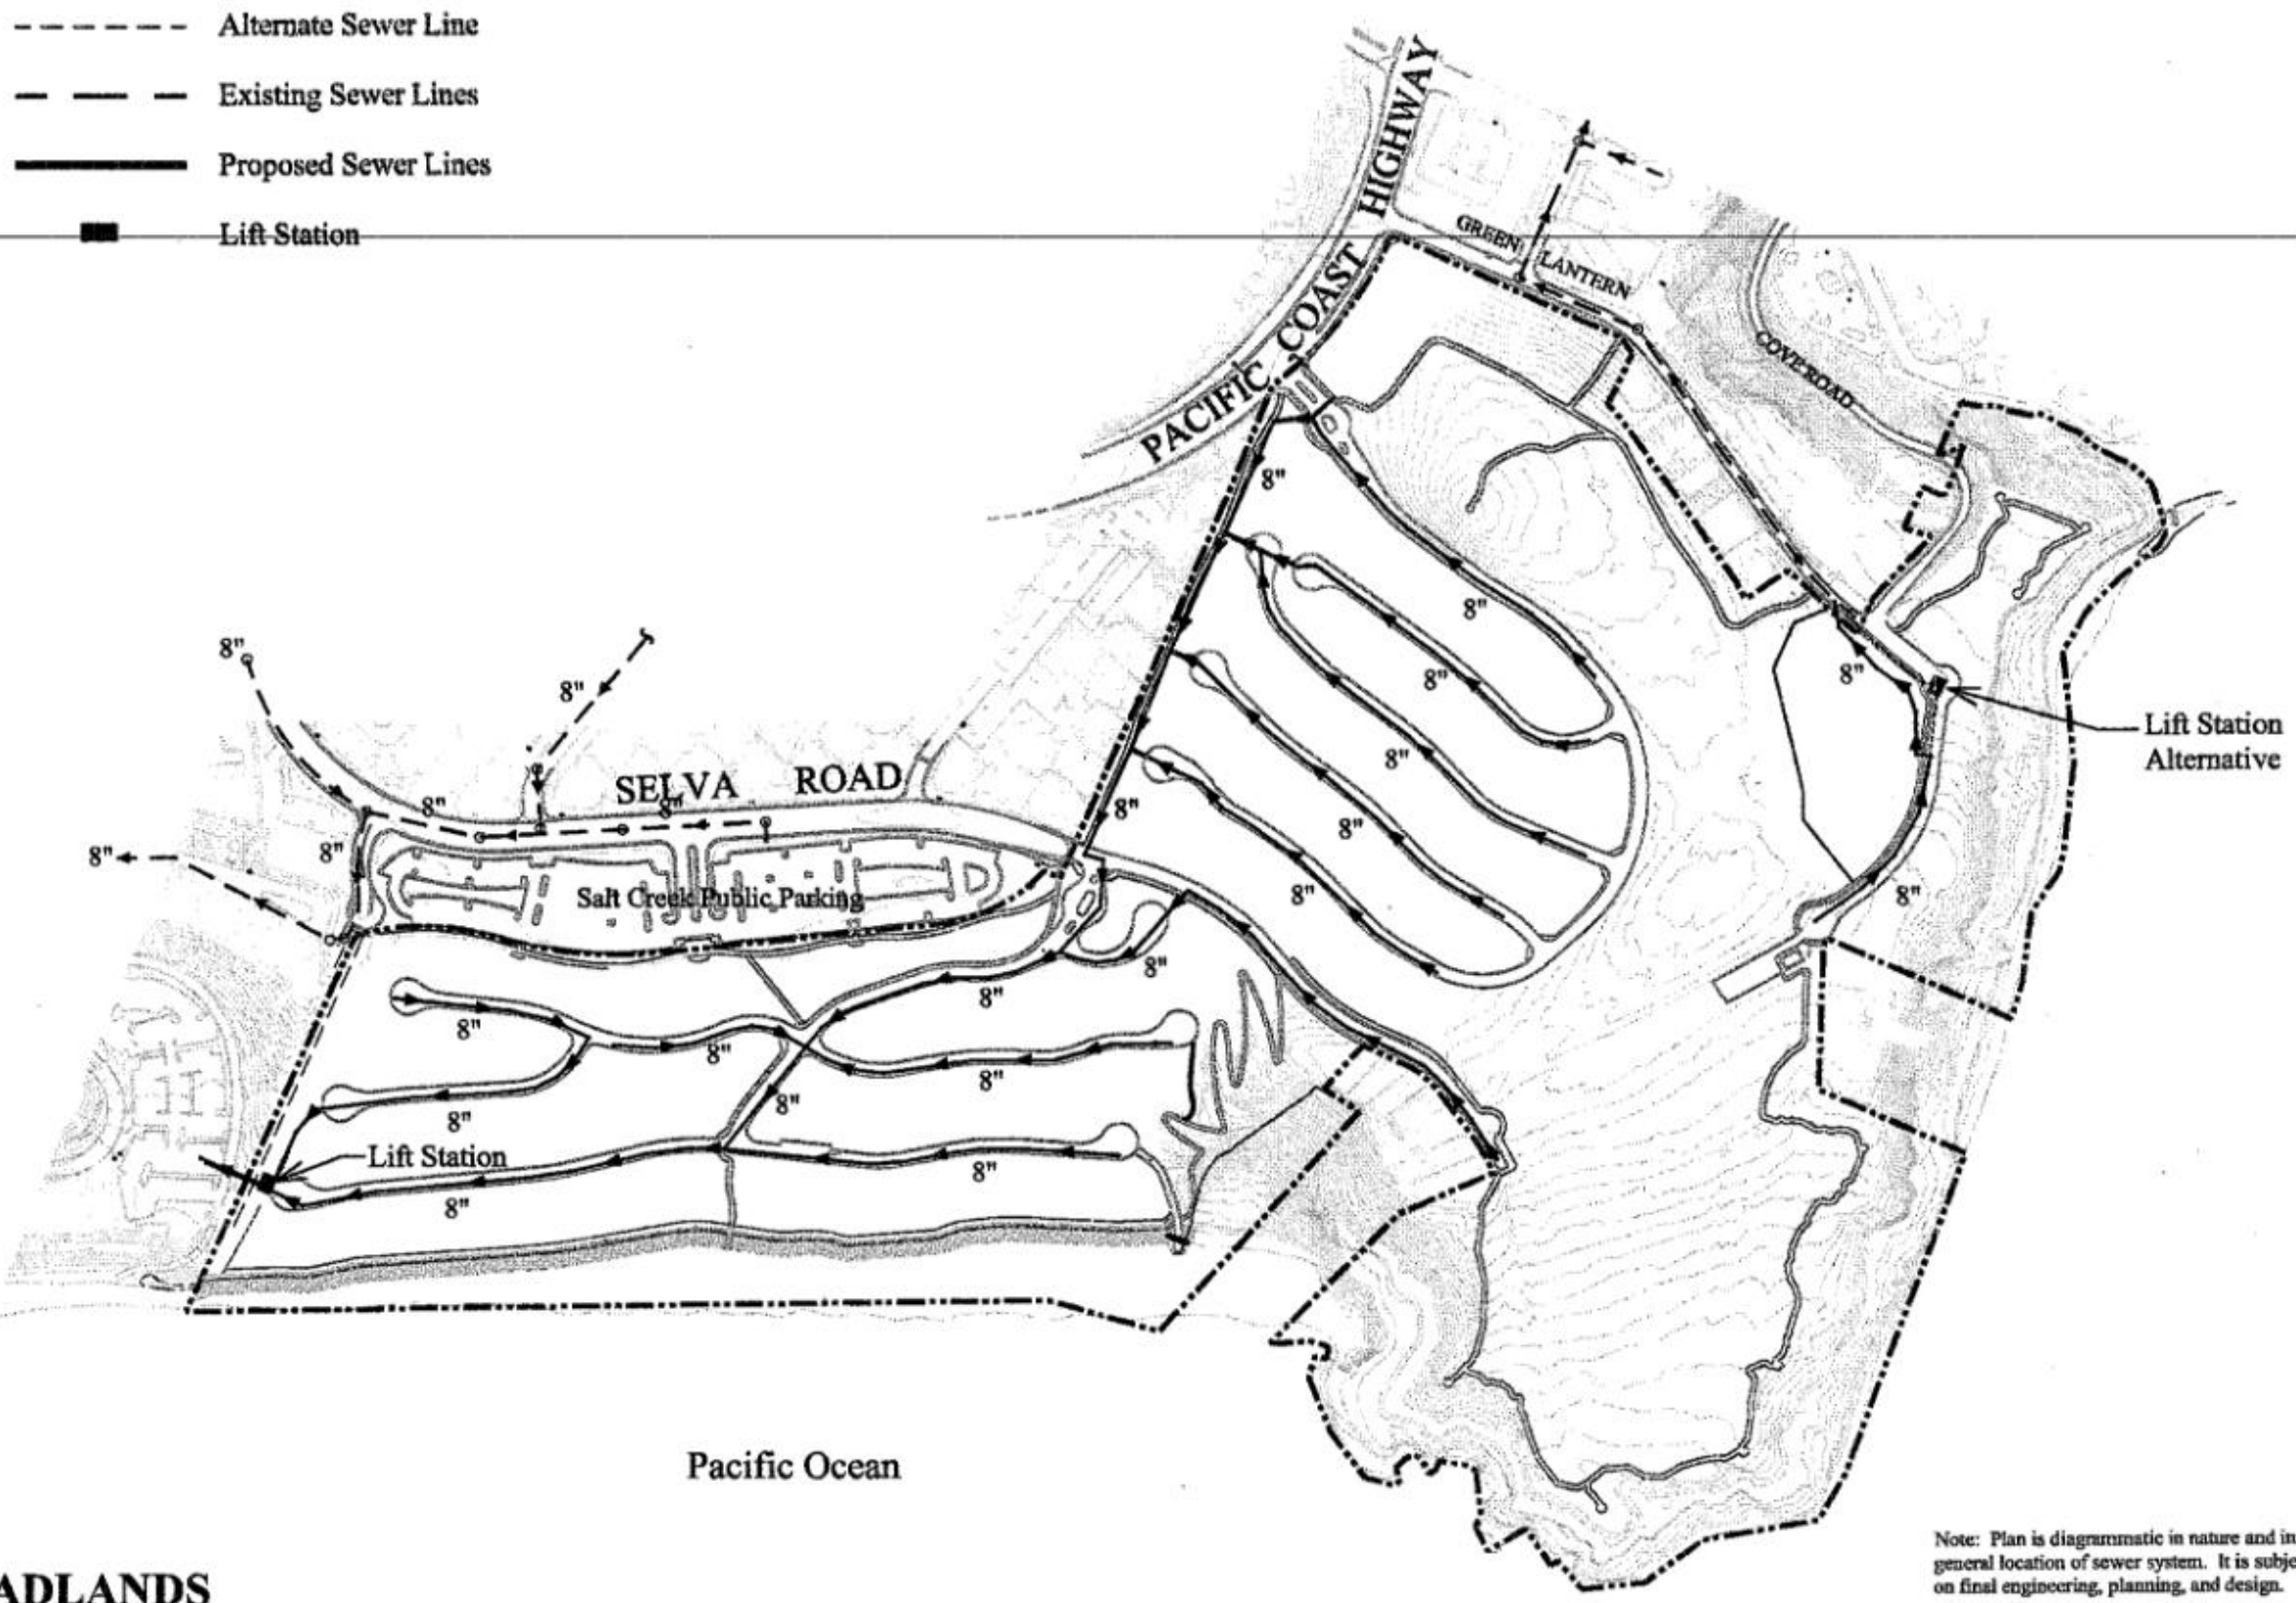 Alternate Sewer Line
Existing Sewer Lines
Proposed Sewer Lines
Lift Station
PACIFIC COAST HIGHWAY
GREEN LANTERN
COVE ROAD
8"
8"
8"
8"
8"
8"
Lift Station
Alternative
8"
8"
SELVA ROAD
8"
8"
8"
8"
8"
8"
8"
Salt Creek Public Parking
8"
8"
8"
8"
8"
8"
8"
8"
Lift Station
8"
8"
Pacific Ocean
ADLANDS
Note: Plan is diagrammatic in nature and in
general location of sewer system. It is subje
on final engineering, planning, and design.